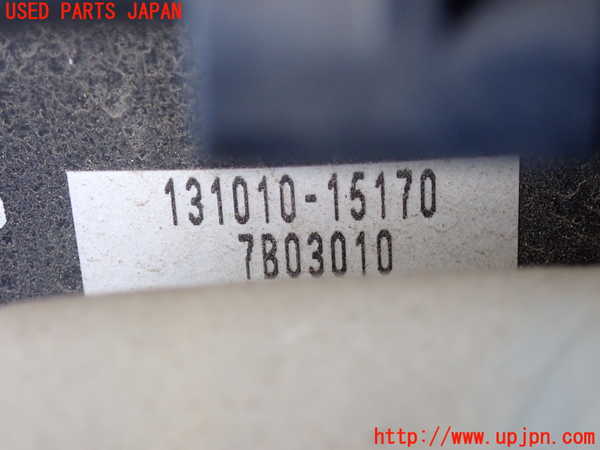 USED PARTS JAPAN
131010-15170
7B03010
http://www.upjpn.com/